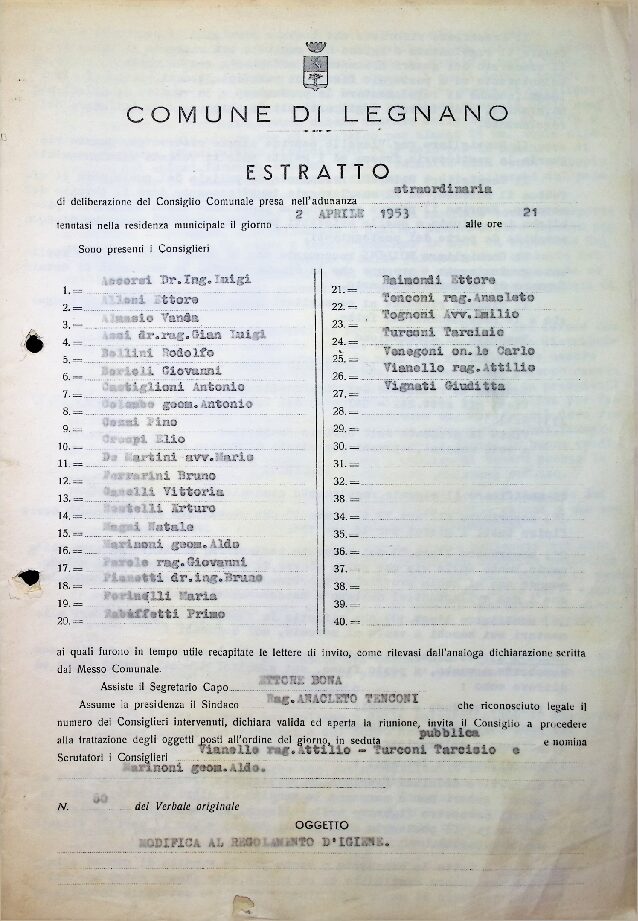 COMUNE DI LEGNANO
ESTRATTO
di deliberazione del Consiglio Comunale presa nell'adunanza straordinaria
tenutasi nella residenza municipale il giorno 2 APRILE 1953 alle ore 21
Sono presenti i Consiglieri
1.= Accorsi Dr.Ing.Luigi
2.= Alloni Ettore
3.= Almasio Vanda
4.= Assi dr.rag.Gian Luigi
5.= Bellini Rodolfo
6.= Borioli Giovanni
7.= Castiglioni Antonio
8.= Colombo geom.Antonio
9.= Cozzi Pino
10.= Crespi Elio
11.= De Martini avv.Mario
12.= Ferrarini Bruno
13.= Vittoria
14.= Arturo
15.= Magni Natale
16.= Marinoni geom.Aldo
17.= Parole rag.Giovanni
18.= Pianetti dr.ing.Bruno
19.= Porinelli Maria
20.= Rabuffetti Primo
21.= Raimondi Ettore
22.= Tenconi rag.Anacleto
23.= Tognoni Avv.Emilio
24.= Turconi Tarcisio
25.= Venegoni on.le Carlo
26.= Vianello rag.Attilio
27.= Vignati Giuditta
28.=
29.=
30.=
31.=
32.=
38 =
34.=
35.=
36.=
37.=
38.=
39.=
40.=
ai quali furono in tempo utile recapitate le lettere di invito, come rilevasi dall'analoga dichiarazione scritta
dal Messo Comunale.
Assiste il Segretario Capo ETTORE BONA
Assume la presidenza il Sindaco Rag.ANACLETO TENCONI che riconosciuto legale il
numero dei Consiglieri intervenuti, dichiara valida ed aperta la riunione, invita il Consiglio a procedere
alla trattazione degli oggetti posti all'ordine del giorno, in seduta pubblica e nomina
Scrutatori i Consiglieri Vianello rag.Attilio - Turconi Tarcisio e
Marinoni geom.Aldo.
N. 50 del Verbale originale
OGGETTO
MODIFICA AL REGOLAMENTO D'IGIENE.